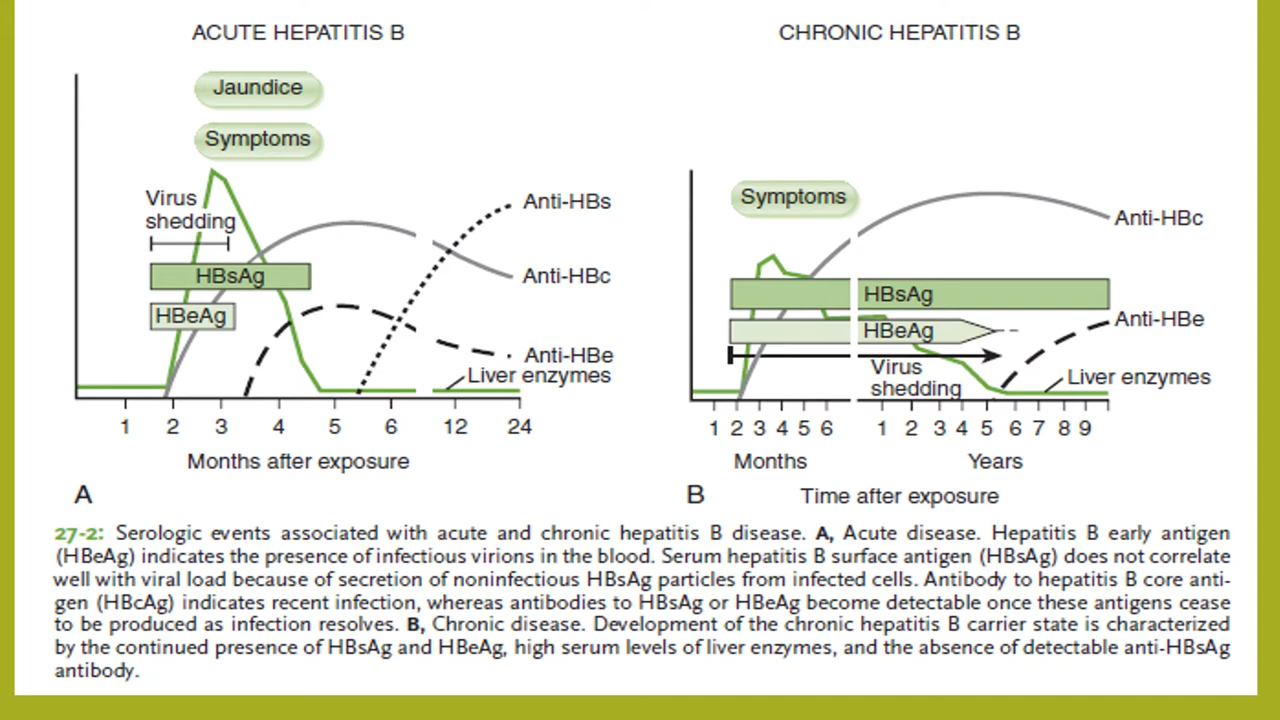 ACUTE HEPATITIS B
Jaundice
Symptoms
Virus
shedding
HBsAg
HBeAg
Anti-HBs
Anti-HBc
Anti-HBe
Liver enzymes
1 2 3 4 5 6 12 24
Months after exposure
A
CHRONIC HEPATITIS B
Symptoms
Anti-HBc
HBsAg
HBeAg
Anti-HBe
Virus
shedding
Liver enzymes
1 2 3 4 5 6 1 2 3 4 5 6 7 8 9
Months Years
B Time after exposure
27-2: Serologic events associated with acute and chronic hepatitis B disease. A, Acute disease. Hepatitis B early antigen
(HBeAg) indicates the presence of infectious virions in the blood. Serum hepatitis B surface antigen (HBsAg) does not correlate
well with viral load because of secretion of noninfectious HBsAg particles from infected cells. Antibody to hepatitis B core anti-
gen (HBcAg) indicates recent infection, whereas antibodies to HBsAg or HBeAg become detectable once these antigens cease
to be produced as infection resolves. B, Chronic disease. Development of the chronic hepatitis B carrier state is characterized
by the continued presence of HBsAg and HBeAg, high serum levels of liver enzymes, and the absence of detectable anti-HBsAg
antibody.